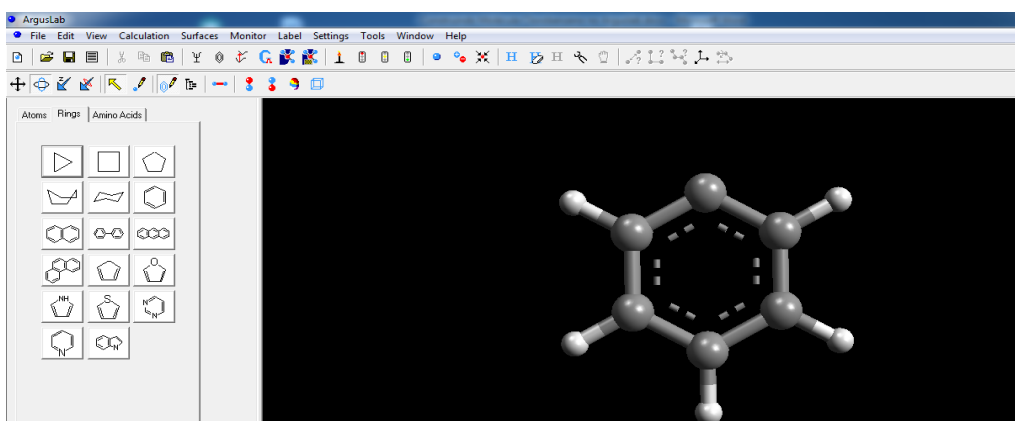 ArgusLab
File Edit View Calculation Surfaces Monitor Label Settings Tools Window Help
Atoms Rings Amino Acids
O
NH S N N
N N